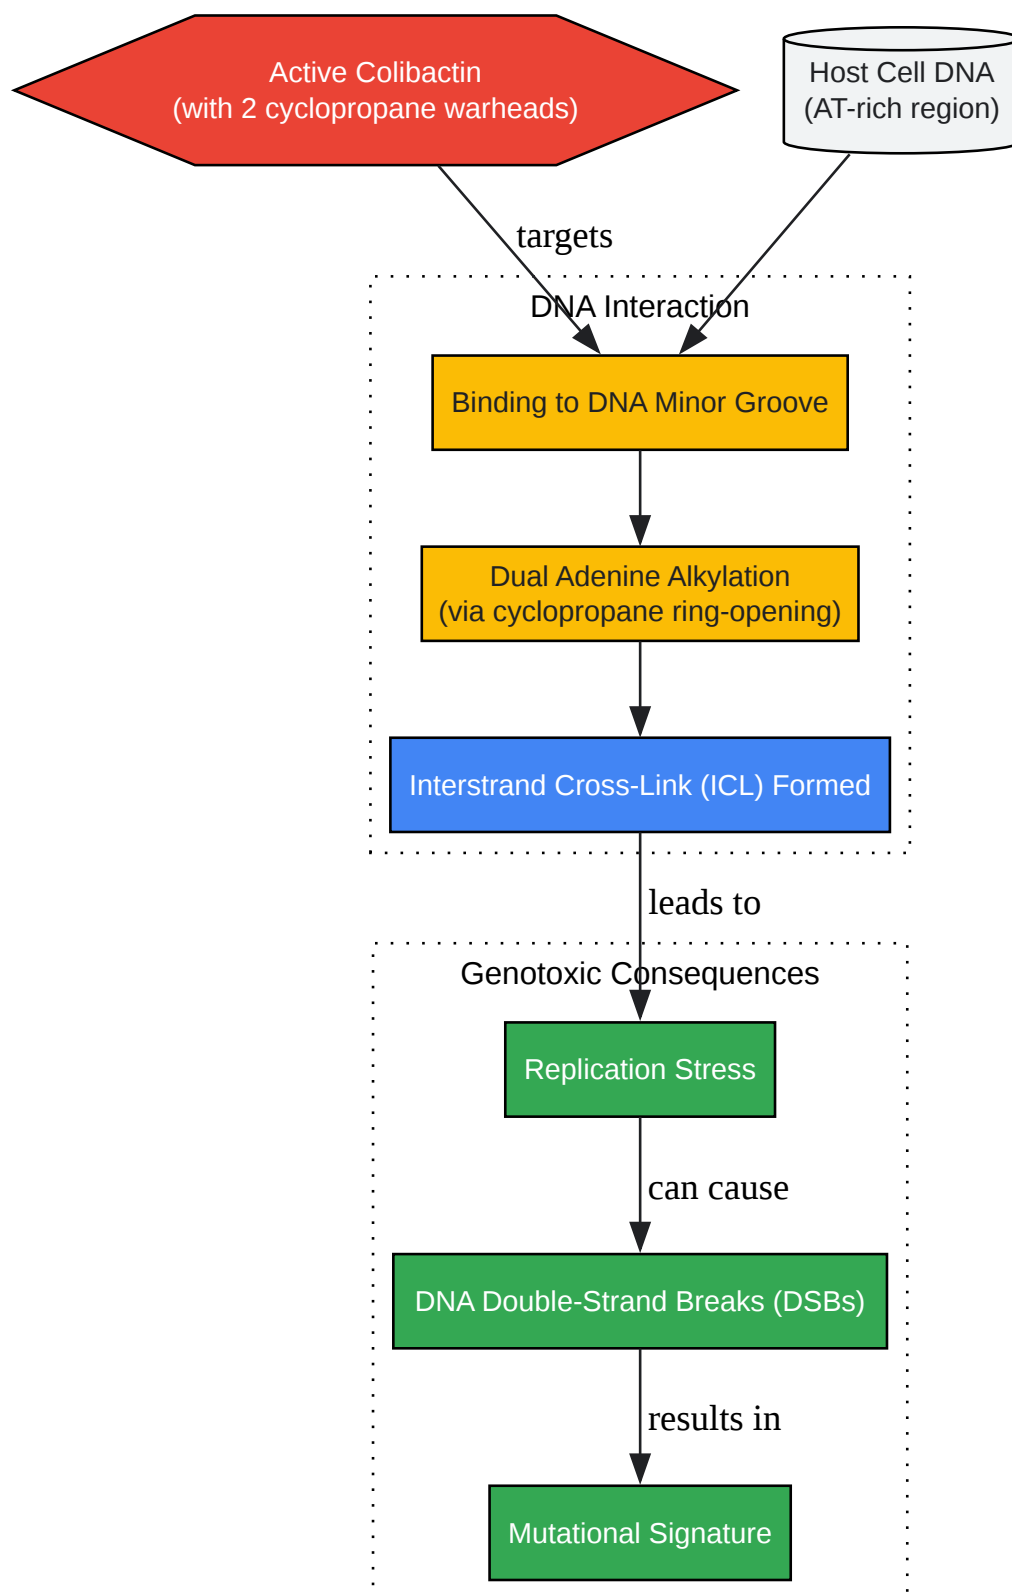 Active Colibactin
(with 2 cyclopropane warheads)
Host Cell DNA
(AT-rich region)
targets
DNA Interaction
Binding to DNA Minor Groove
Dual Adenine Alkylation
(via cyclopropane ring-opening)
Interstrand Cross-Link (ICL) Formed
leads to
Genotoxic Consequences
Replication Stress
can cause
DNA Double-Strand Breaks (DSBs)
results in
Mutational Signature